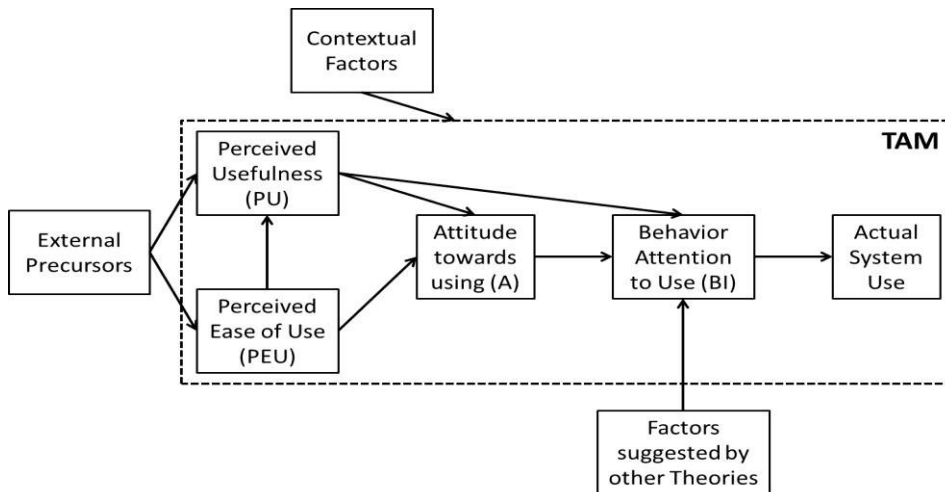 Contextual
Factors
TAM
Perceived
Usefulness
(PU)
External
Precursors
Attitude
towards
using (A)
Behavior
Attention
to Use (BI)
Actual
System
Use
Perceived
Ease of Use
(PEU)
Factors
suggested by
other Theories